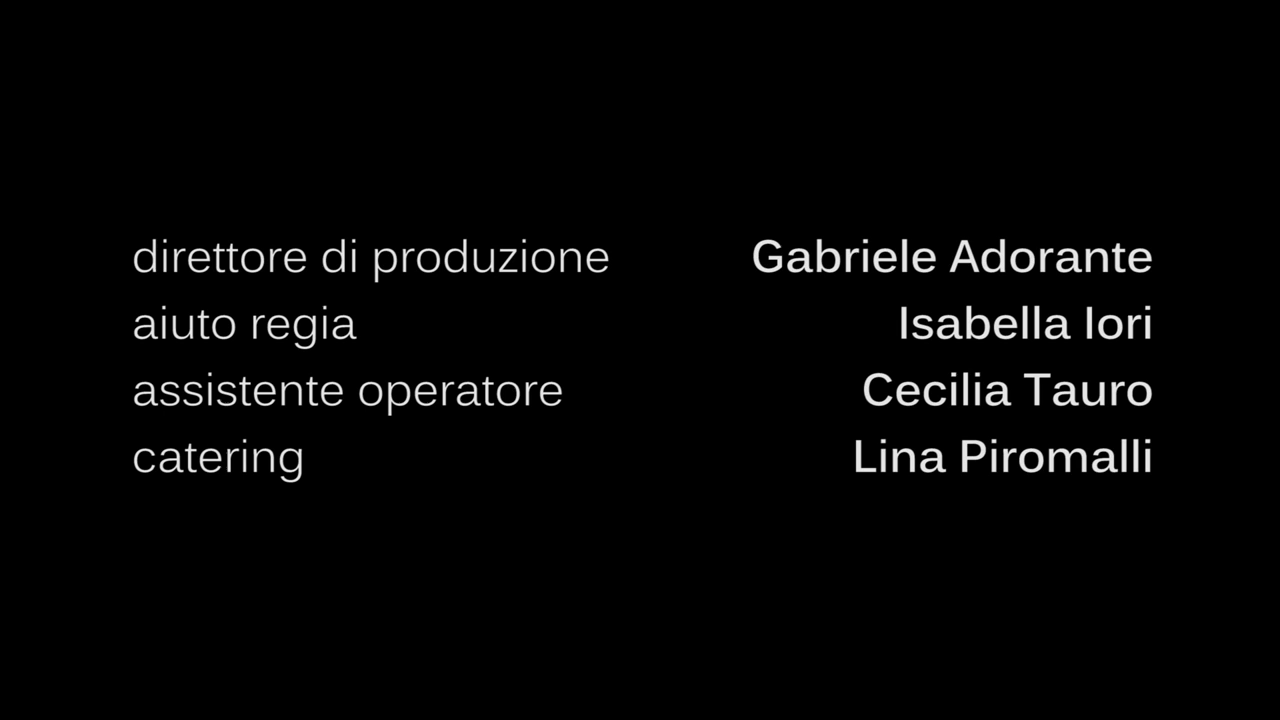 direttore di produzione Gabriele Adorante
aiuto regia Isabella Iori
assistente operatore Cecilia Tauro
catering Lina Piromalli